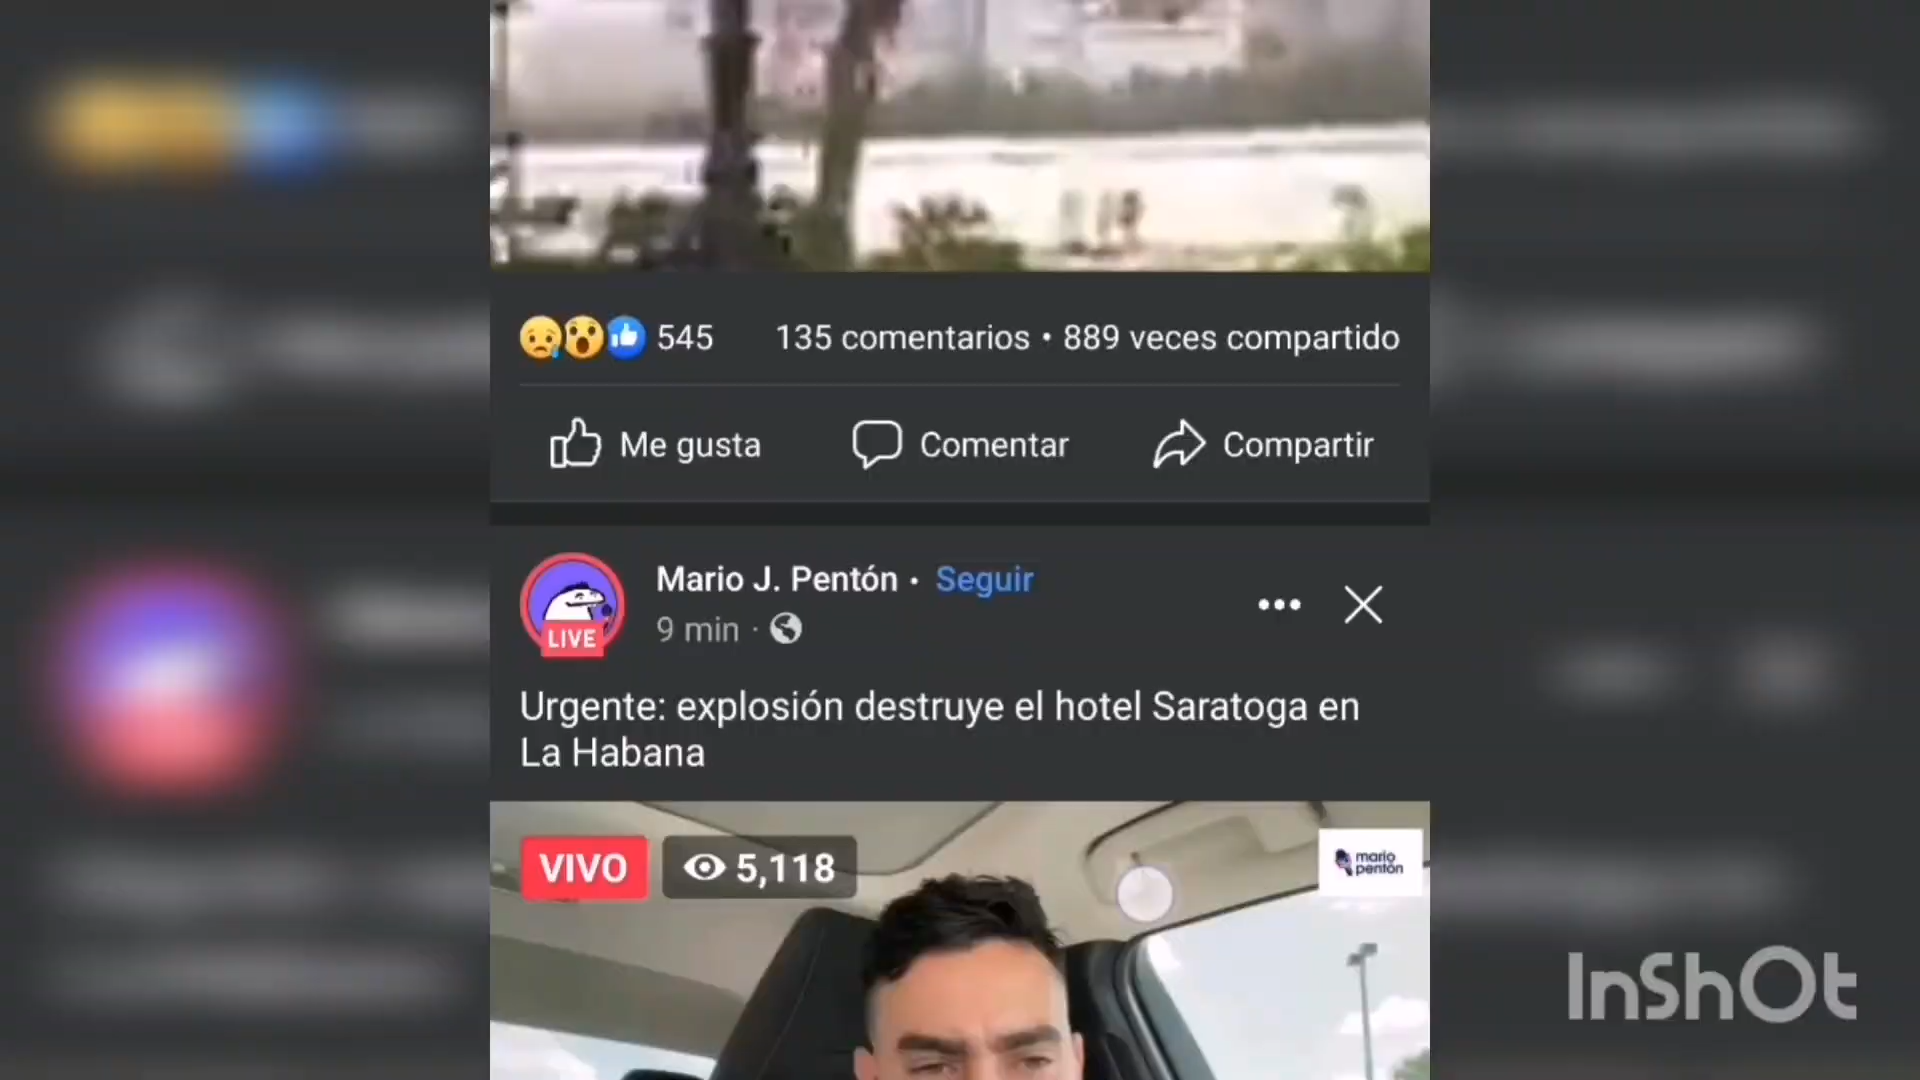 545 135 comentarios • 889 veces compartido
Me gusta Comentar Compartir
Mario J. Pentón • Seguir
LIVE
9 min ·
Urgente: explosión destruye el hotel Saratoga en
La Habana
VIVO 5,118
mario
pentón
InShOt